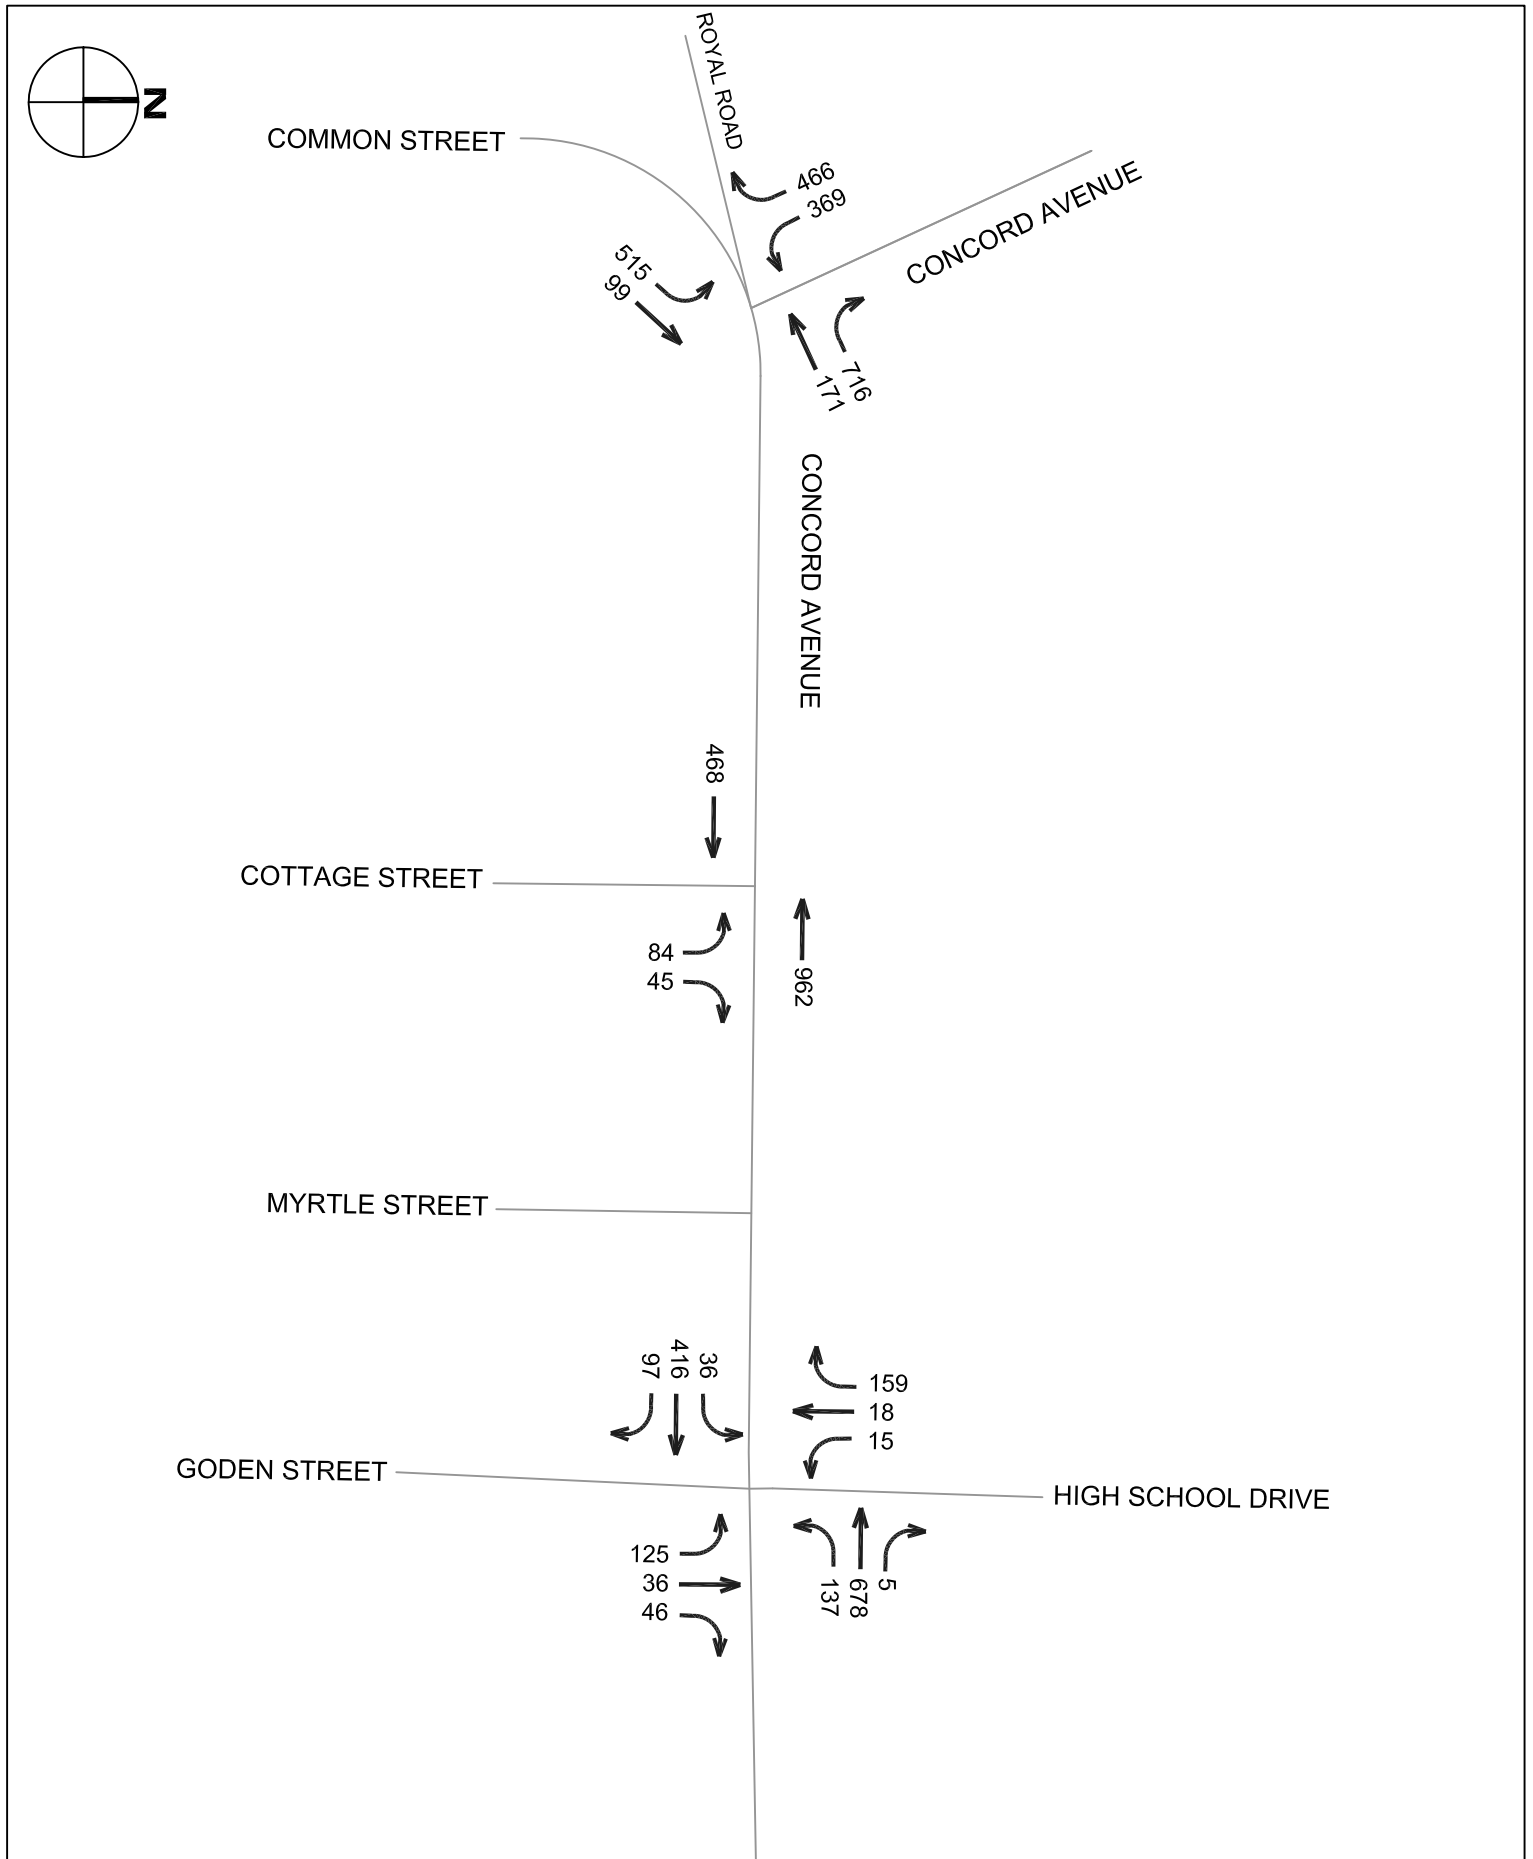 ROYAL ROAD
N
COMMON STREET
466
369
CONCORD AVENUE
515
99
716
171
CONCORD AVENUE
468
COTTAGE STREET
84
45
962
MYRTLE STREET
97
416
36
159
18
15
GODEN STREET
HIGH SCHOOL DRIVE
125
36
46
137
678
5